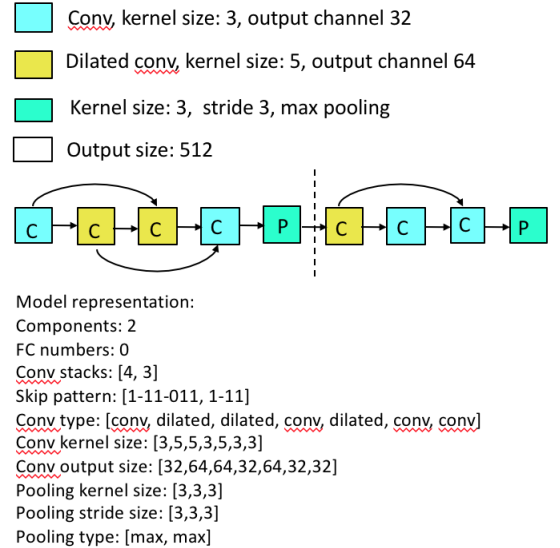 Conv, kernel size: 3, output channel 32
Dilated conv, kernel size: 5, output channel 64
Kernel size: 3, stride 3, max pooling
Output size: 512
C C C C P C C C P
Model representation:
Components: 2
FC numbers: 0
Conv stacks: [4, 3]
Skip pattern: [1-11-011, 1-11]
Conv type: [conv, dilated, dilated, conv, dilated, conv, conv]
Conv kernel size: [3,5,5,3,5,3,3]
Conv output size: [32,64,64,32,64,32,32]
Pooling kernel size: [3,3,3]
Pooling stride size: [3,3,3]
Pooling type: [max, max]